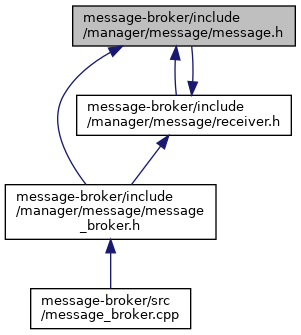 message-broker/include
/manager/message/message.h
message-broker/include
/manager/message/receiver.h
message-broker/include
/manager/message/message
_broker.h
message-broker/src
/message_broker.cpp